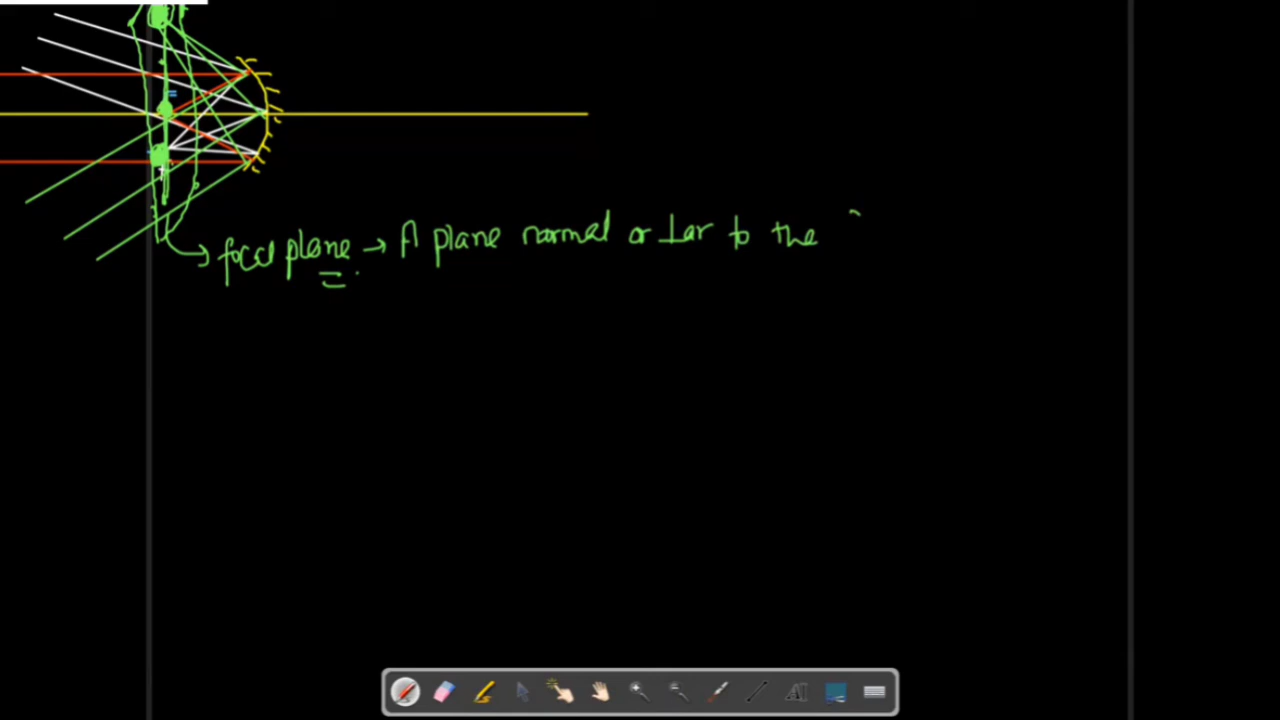 focal plane → A plane normal or ⊥ar to the